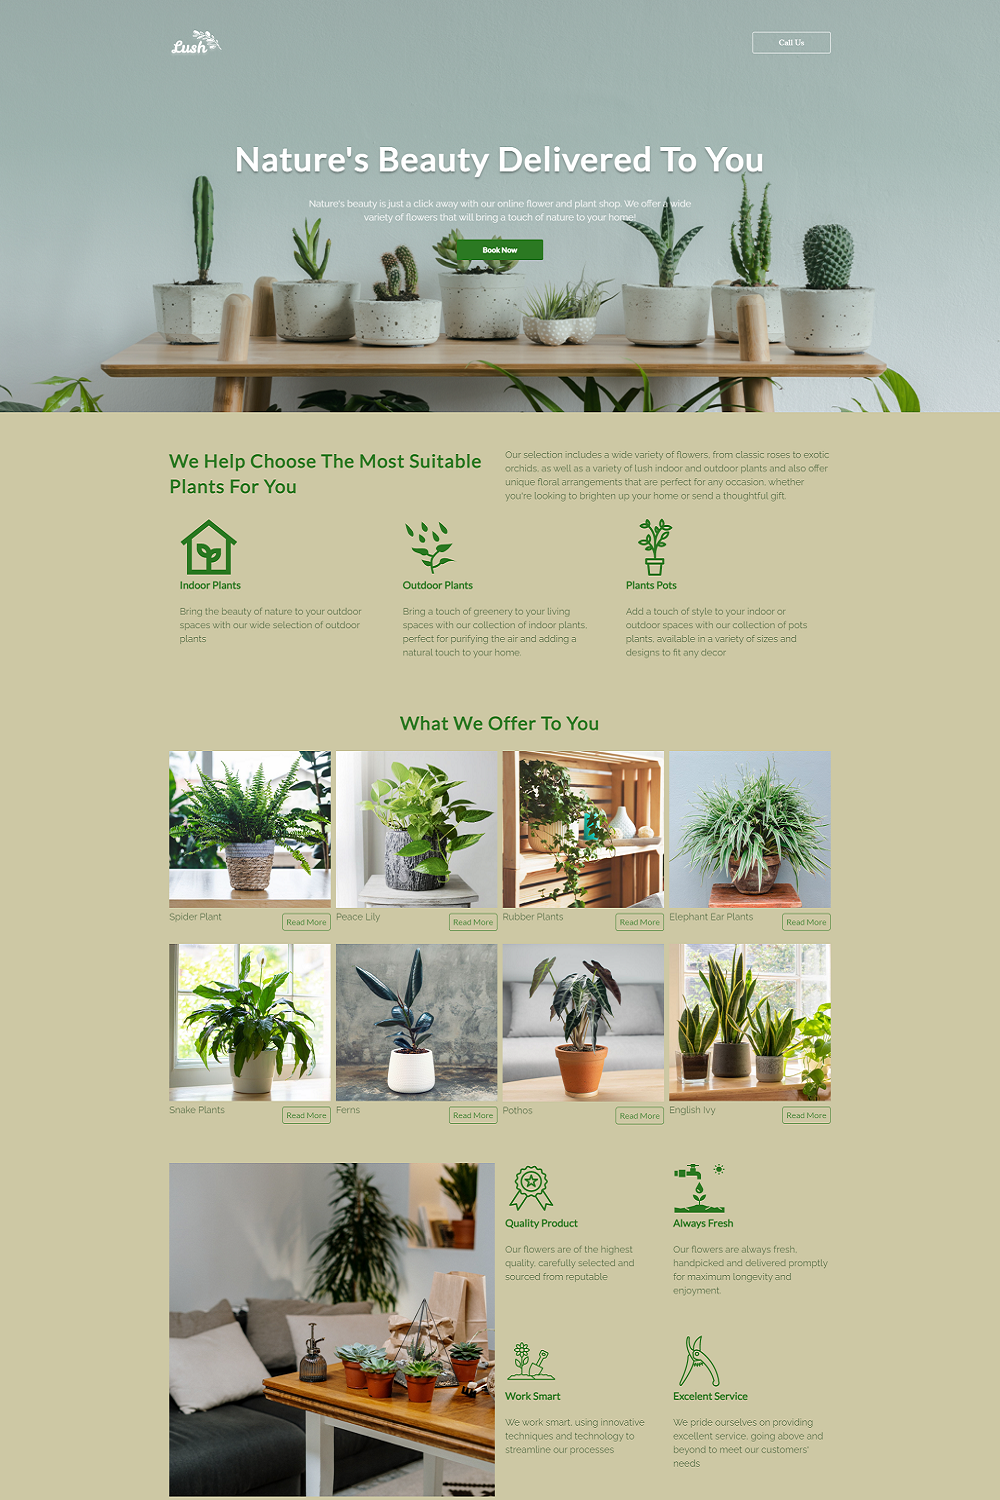 Lush
Call Us
Nature's Beauty Delivered To You
Nature's beauty is just a click away with our online flower and plant shop. We offer a wide
variety of flowers that will bring a touch of nature to your home!
Book Now
We Help Choose The Most Suitable
Plants For You
Our selection includes a wide variety of flowers, from classic roses to exotic
orchids, as well as a variety of lush indoor and outdoor plants and also offer
unique floral arrangements that are perfect for any occasion, whether
you're looking to brighten up your home or send a thoughtful gift.
Indoor Plants
Bring the beauty of nature to your outdoor
spaces with our wide selection of outdoor
plants
Outdoor Plants
Bring a touch of greenery to your living
spaces with our collection of indoor plants,
perfect for purifying the air and adding a
natural touch to your home.
Plants Pots
Add a touch of style to your indoor or
outdoor spaces with our collection of pots
plants, available in a variety of sizes and
designs to fit any decor
What We Offer To You
Spider Plant
Read More
Peace Lily
Read More
Rubber Plants
Read More
Elephant Ear Plants
Read More
Snake Plants
Read More
Ferns
Read More
Pothos
Read More
English Ivy
Read More
Quality Product
Our flowers are of the highest
quality, carefully selected and
sourced from reputable
Always Fresh
Our flowers are always fresh,
handpicked and delivered promptly
for maximum longevity and
enjoyment.
Work Smart
We work smart, using innovative
techniques and technology to
streamline our processes
Excelent Service
We pride ourselves on providing
excellent service, going above and
beyond to meet our customers'
needs